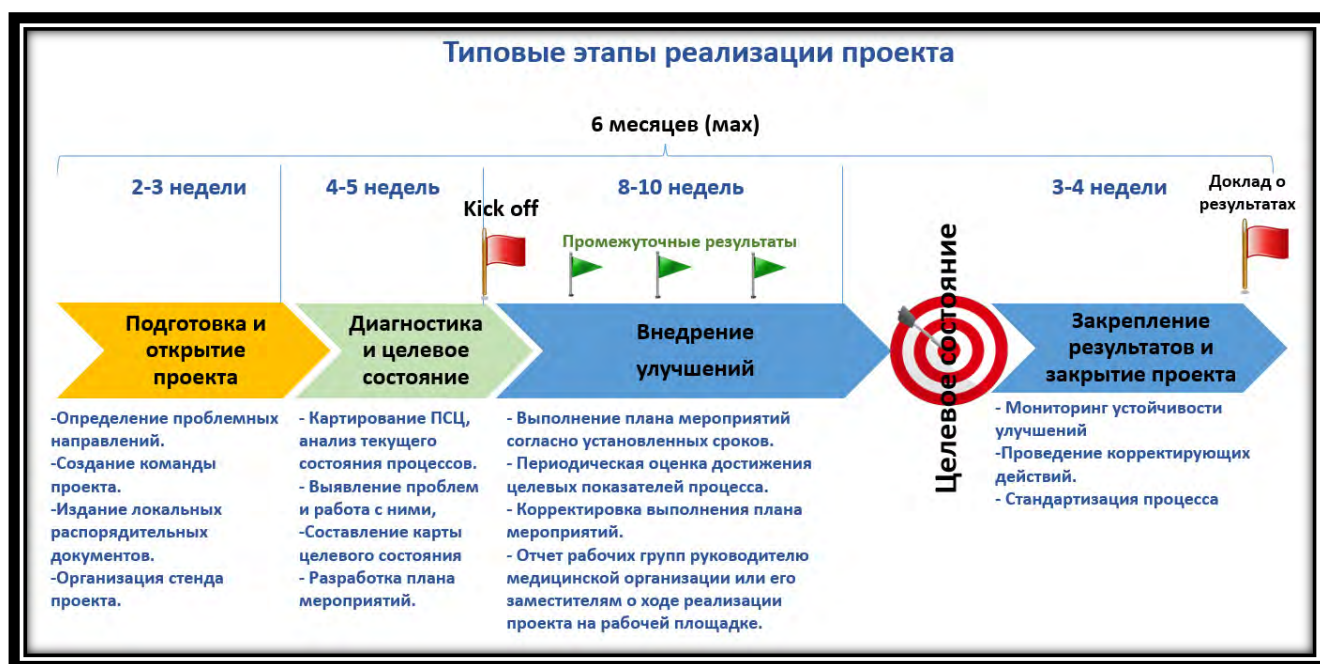 Типовые этапы реализации проекта
6 месяцев (мах)
2-3 недели
4-5 недель
8-10 недель
3-4 недели
Kick off
Промежуточные результаты
Доклад о
результатах
Подготовка и
открытие
проекта
Диагностика
и целевое
состояние
Внедрение
улучшений
Целевое состояние
Закрепление
результатов и
закрытие проекта
-Определение проблемных
направлений.
-Создание команды
проекта.
-Издание локальных
распорядительных
документов.
-Организация стенда
проекта.
- Картирование ПСЦ,
анализ текущего
состояния процессов.
- Выявление проблем
и работа с ними,
-Составление карты
целевого состояния
- Разработка плана
мероприятий.
- Выполнение плана мероприятий
согласно установленных сроков.
- Периодическая оценка достижения
целевых показателей процесса.
- Корректировка выполнения плана
мероприятий.
- Отчет рабочих групп руководителю
медицинской организации или его
заместителям о ходе реализации
проекта на рабочей площадке.
- Мониторинг устойчивости
улучшений
-Проведение корректирующих
действий.
- Стандартизация процесса